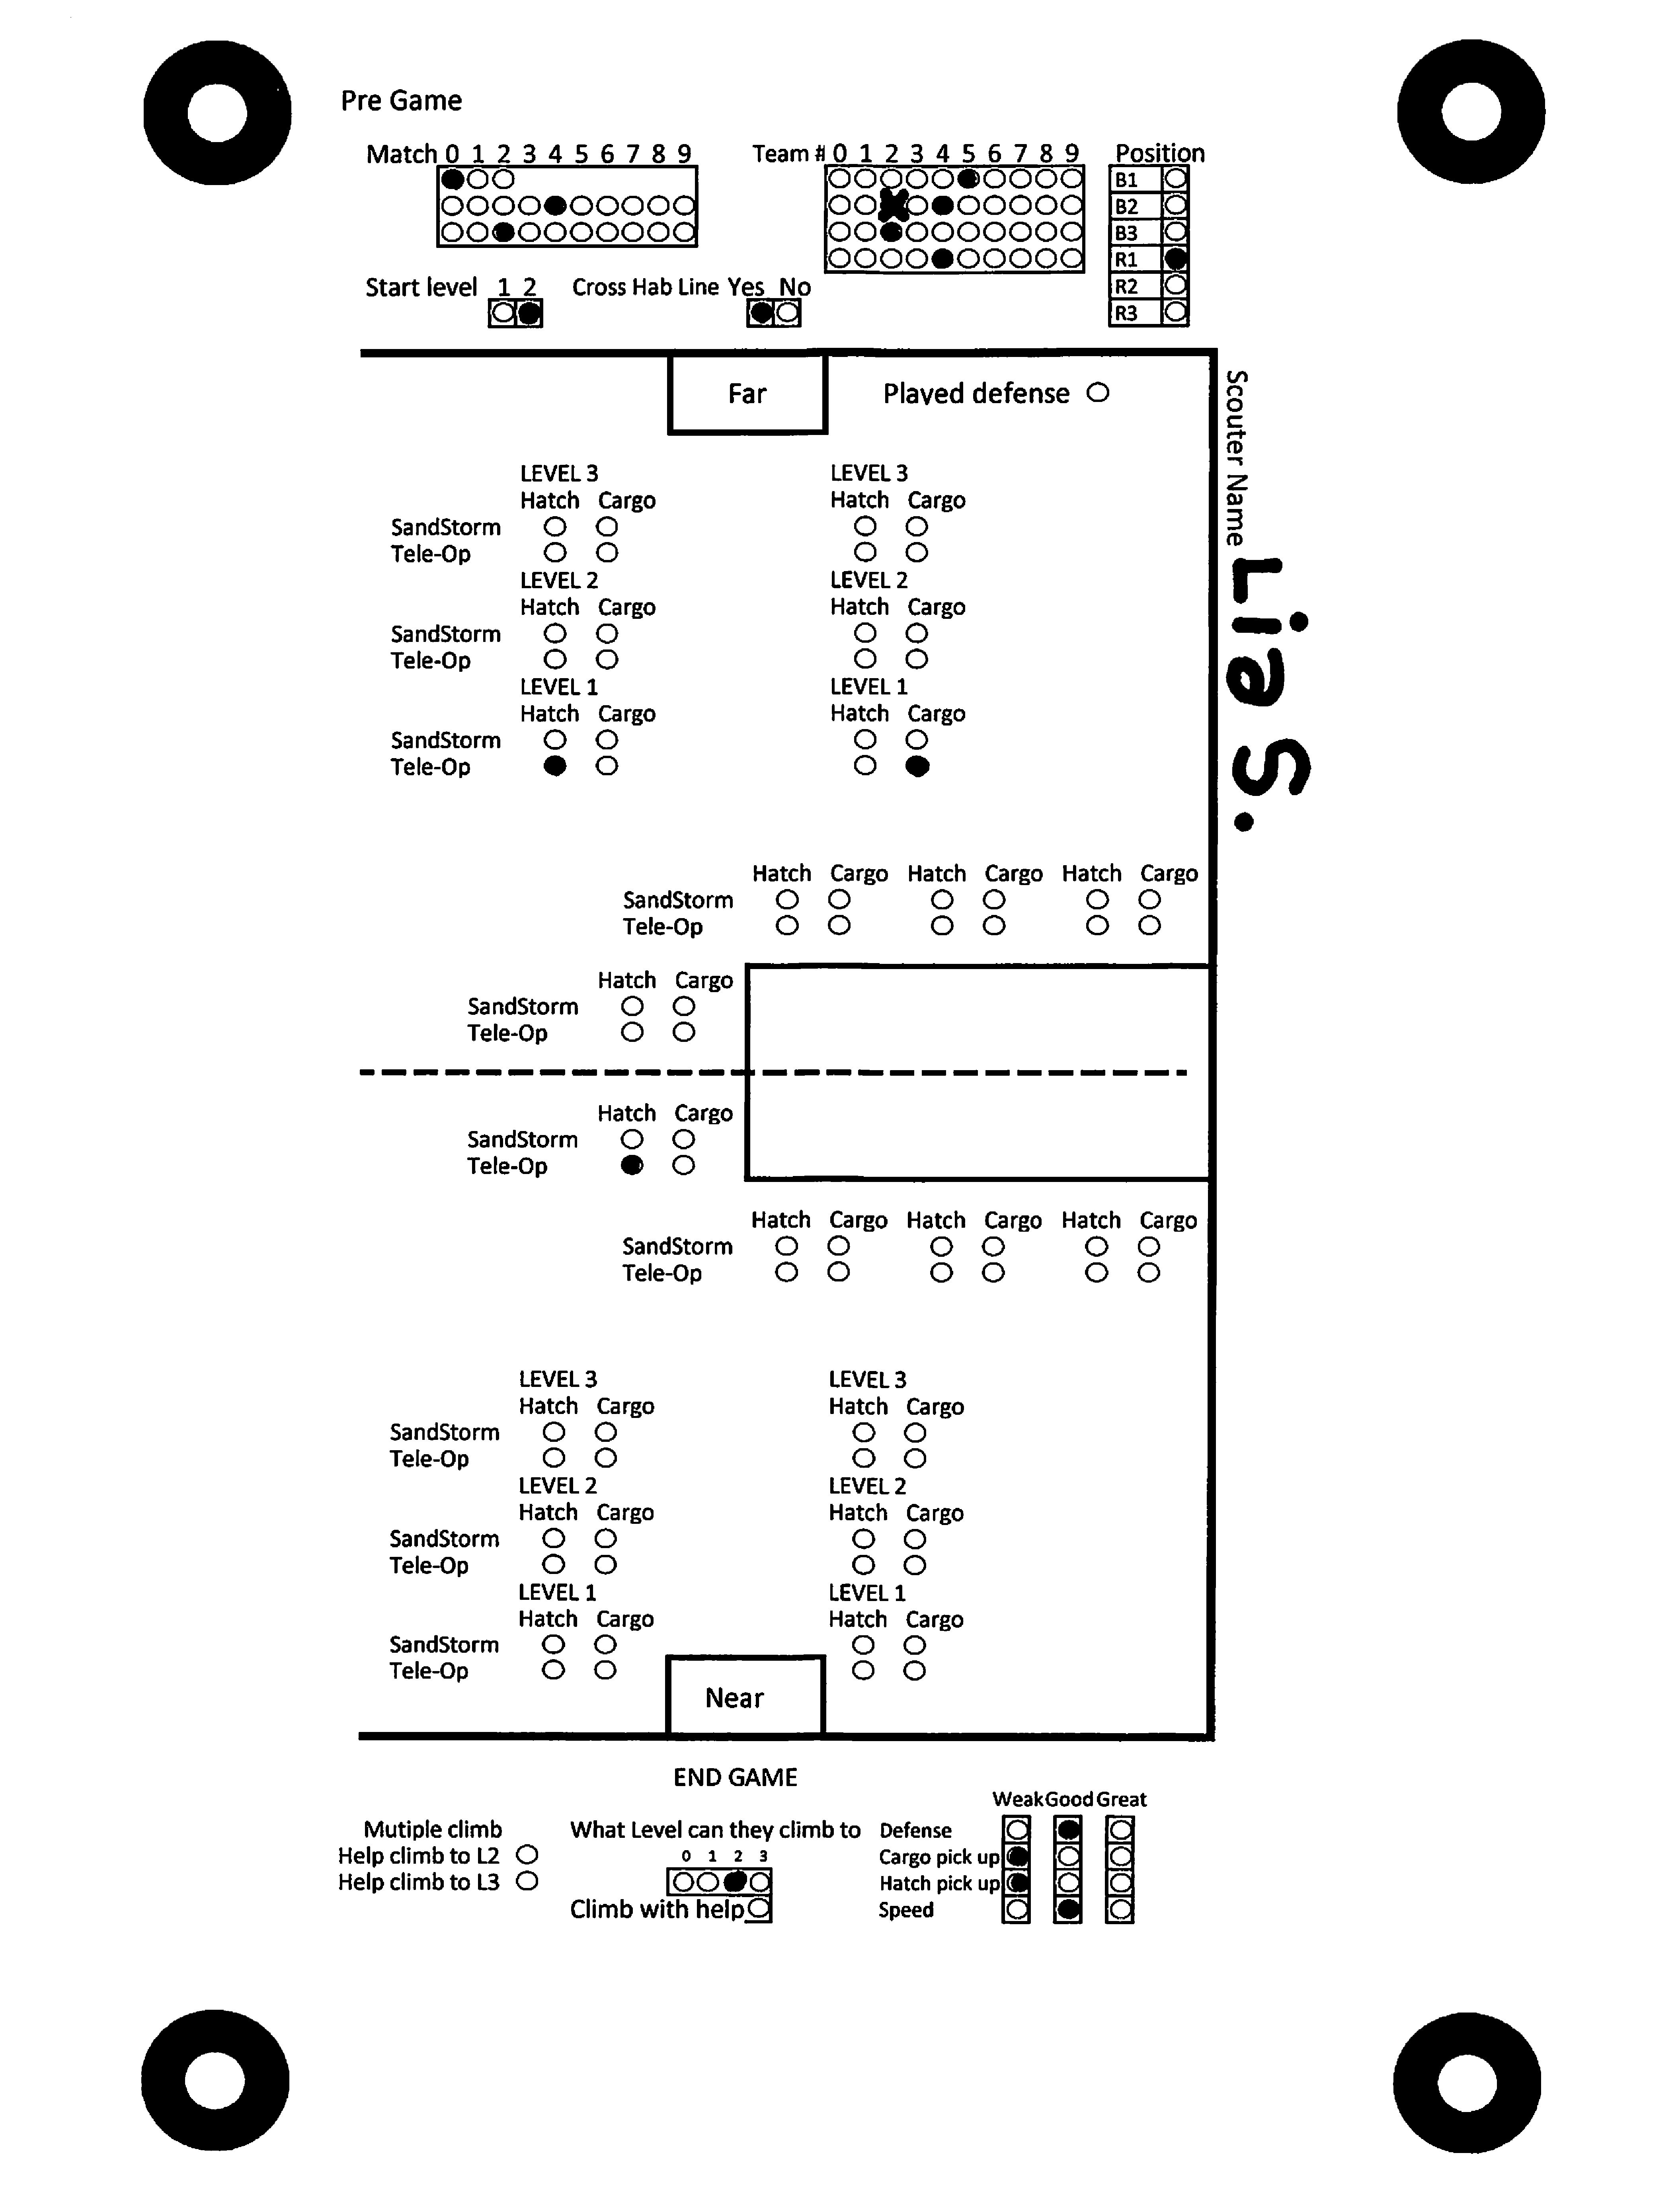 Pre Game
Match 0 1 2 3 4 5 6 7 8 9
Team # 0 1 2 3 4 5 6 7 8 9
Position
B1
B2
B3
R1
R2
R3
Start level 1 2
Cross Hab Line Yes No
Far
Played defense
Scouter Name Lia S.
LEVEL 3 LEVEL 3
Hatch Cargo Hatch Cargo
SandStorm
Tele-Op
LEVEL 2 LEVEL 2
Hatch Cargo Hatch Cargo
SandStorm
Tele-Op
LEVEL 1 LEVEL 1
Hatch Cargo Hatch Cargo
SandStorm
Tele-Op
Hatch Cargo Hatch Cargo Hatch Cargo
SandStorm
Tele-Op
Hatch Cargo
SandStorm
Tele-Op
Hatch Cargo
SandStorm
Tele-Op
Hatch Cargo Hatch Cargo Hatch Cargo
SandStorm
Tele-Op
LEVEL 3 LEVEL 3
Hatch Cargo Hatch Cargo
SandStorm
Tele-Op
LEVEL 2 LEVEL 2
Hatch Cargo Hatch Cargo
SandStorm
Tele-Op
LEVEL 1 LEVEL 1
Hatch Cargo Hatch Cargo
SandStorm
Tele-Op
Near
END GAME
Mutiple climb
Help climb to L2
Help climb to L3
What Level can they climb to
0 1 2 3
Climb with help
Weak Good Great
Defense
Cargo pick up
Hatch pick up
Speed